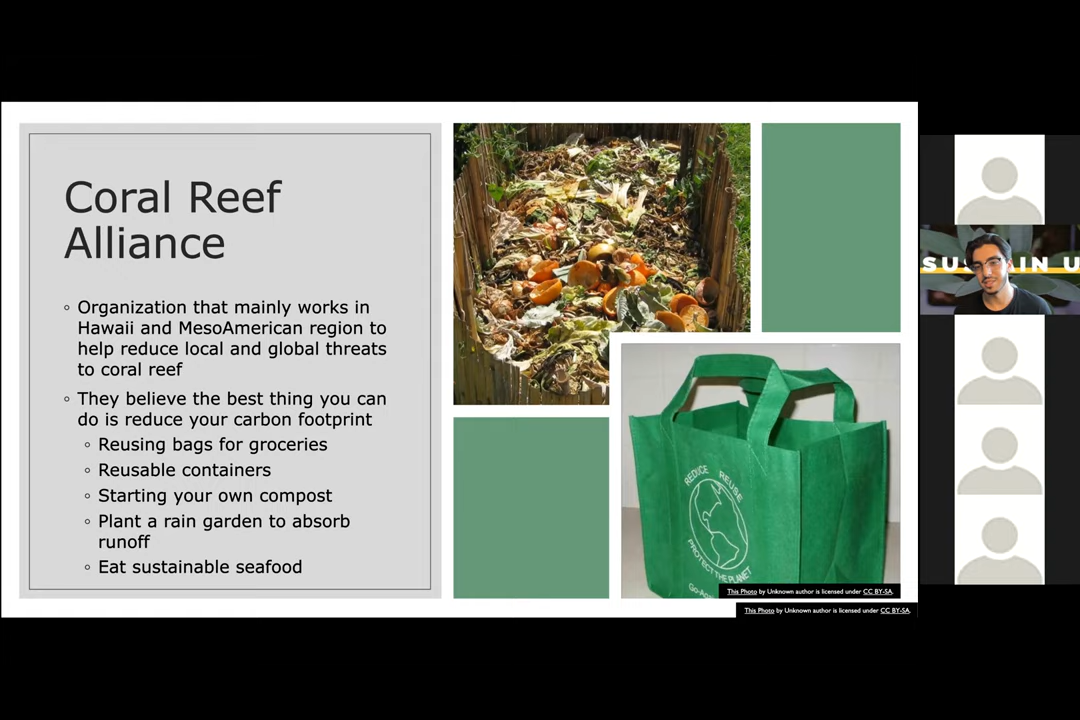 Coral Reef
Alliance
◦ Organization that mainly works in
Hawaii and MesoAmerican region to
help reduce local and global threats
to coral reef
◦ They believe the best thing you can
do is reduce your carbon footprint
◦ Reusing bags for groceries
◦ Reusable containers
◦ Starting your own compost
◦ Plant a rain garden to absorb
runoff
◦ Eat sustainable seafood
REDUCE REUSE
PROTECT THE PLANET
This Photo by Unknown author is licensed under CC BY-SA.
This Photo by Unknown author is licensed under CC BY-SA.